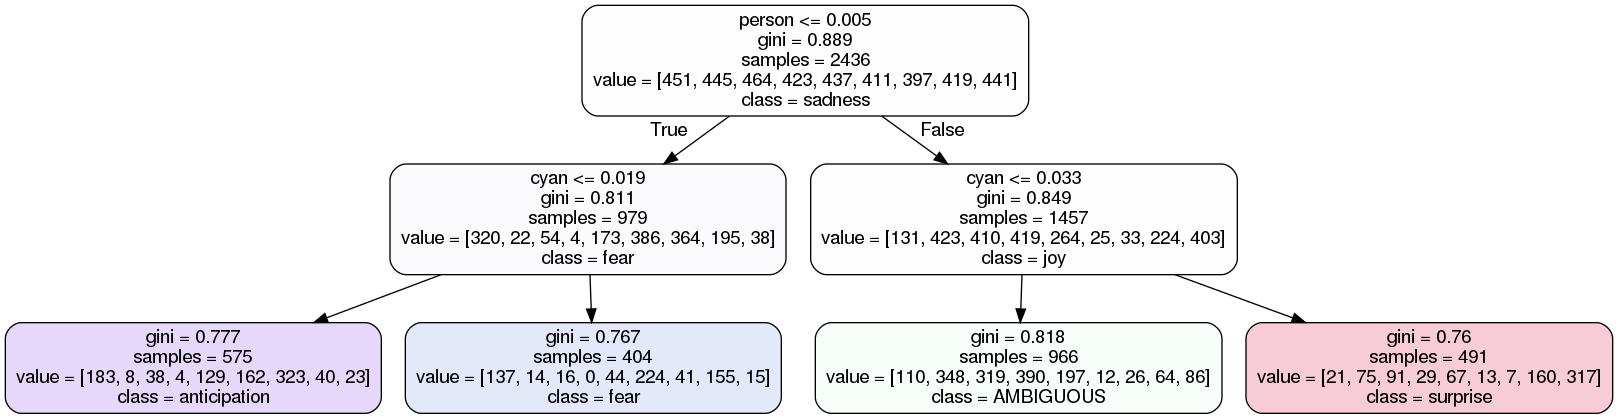 person <= 0.005
gini = 0.889
samples = 2436
value = [451, 445, 464, 423, 437, 411, 397, 419, 441]
class = sadness
True
False
cyan <= 0.019
gini = 0.811
samples = 979
value = [320, 22, 54, 4, 173, 386, 364, 195, 38]
class = fear
cyan <= 0.033
gini = 0.849
samples = 1457
value = [131, 423, 410, 419, 264, 25, 33, 224, 403]
class = joy
gini = 0.777
samples = 575
value = [183, 8, 38, 4, 129, 162, 323, 40, 23]
class = anticipation
gini = 0.767
samples = 404
value = [137, 14, 16, 0, 44, 224, 41, 155, 15]
class = fear
gini = 0.818
samples = 966
value = [110, 348, 319, 390, 197, 12, 26, 64, 86]
class = AMBIGUOUS
gini = 0.76
samples = 491
value = [21, 75, 91, 29, 67, 13, 7, 160, 317]
class = surprise